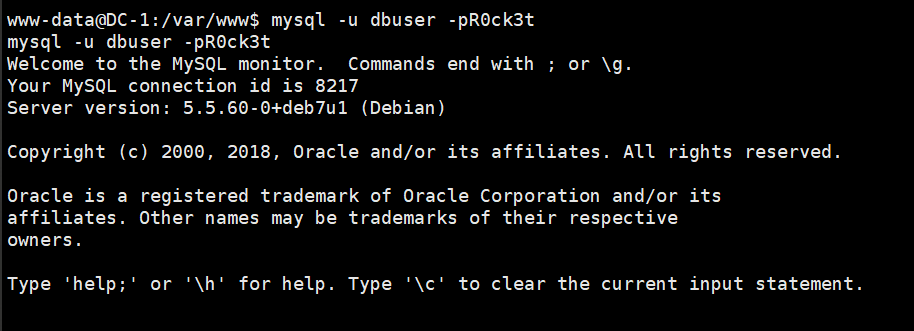 www-data@DC-1:/var/www$ mysql -u dbuser -pR0ck3t
mysql -u dbuser -pR0ck3t
Welcome to the MySQL monitor.  Commands end with ; or \g.
Your MySQL connection id is 8217
Server version: 5.5.60-0+deb7u1 (Debian)

Copyright (c) 2000, 2018, Oracle and/or its affiliates. All rights reserved.

Oracle is a registered trademark of Oracle Corporation and/or its
affiliates. Other names may be trademarks of their respective
owners.

Type 'help;' or '\h' for help. Type '\c' to clear the current input statement.